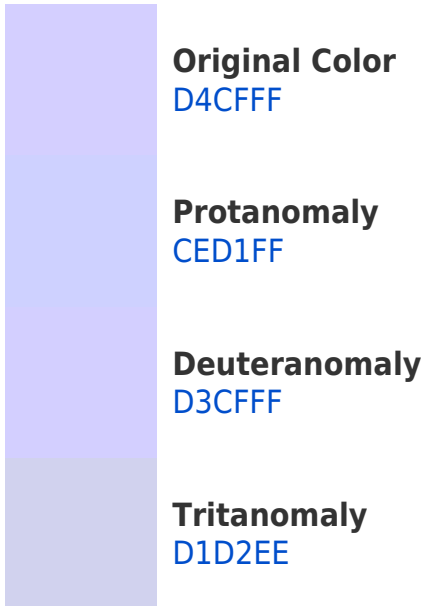 Original Color
D4CFFF
Protanomaly
CED1FF
Deuteranomaly
D3CFFF
Tritanomaly
D1D2EE